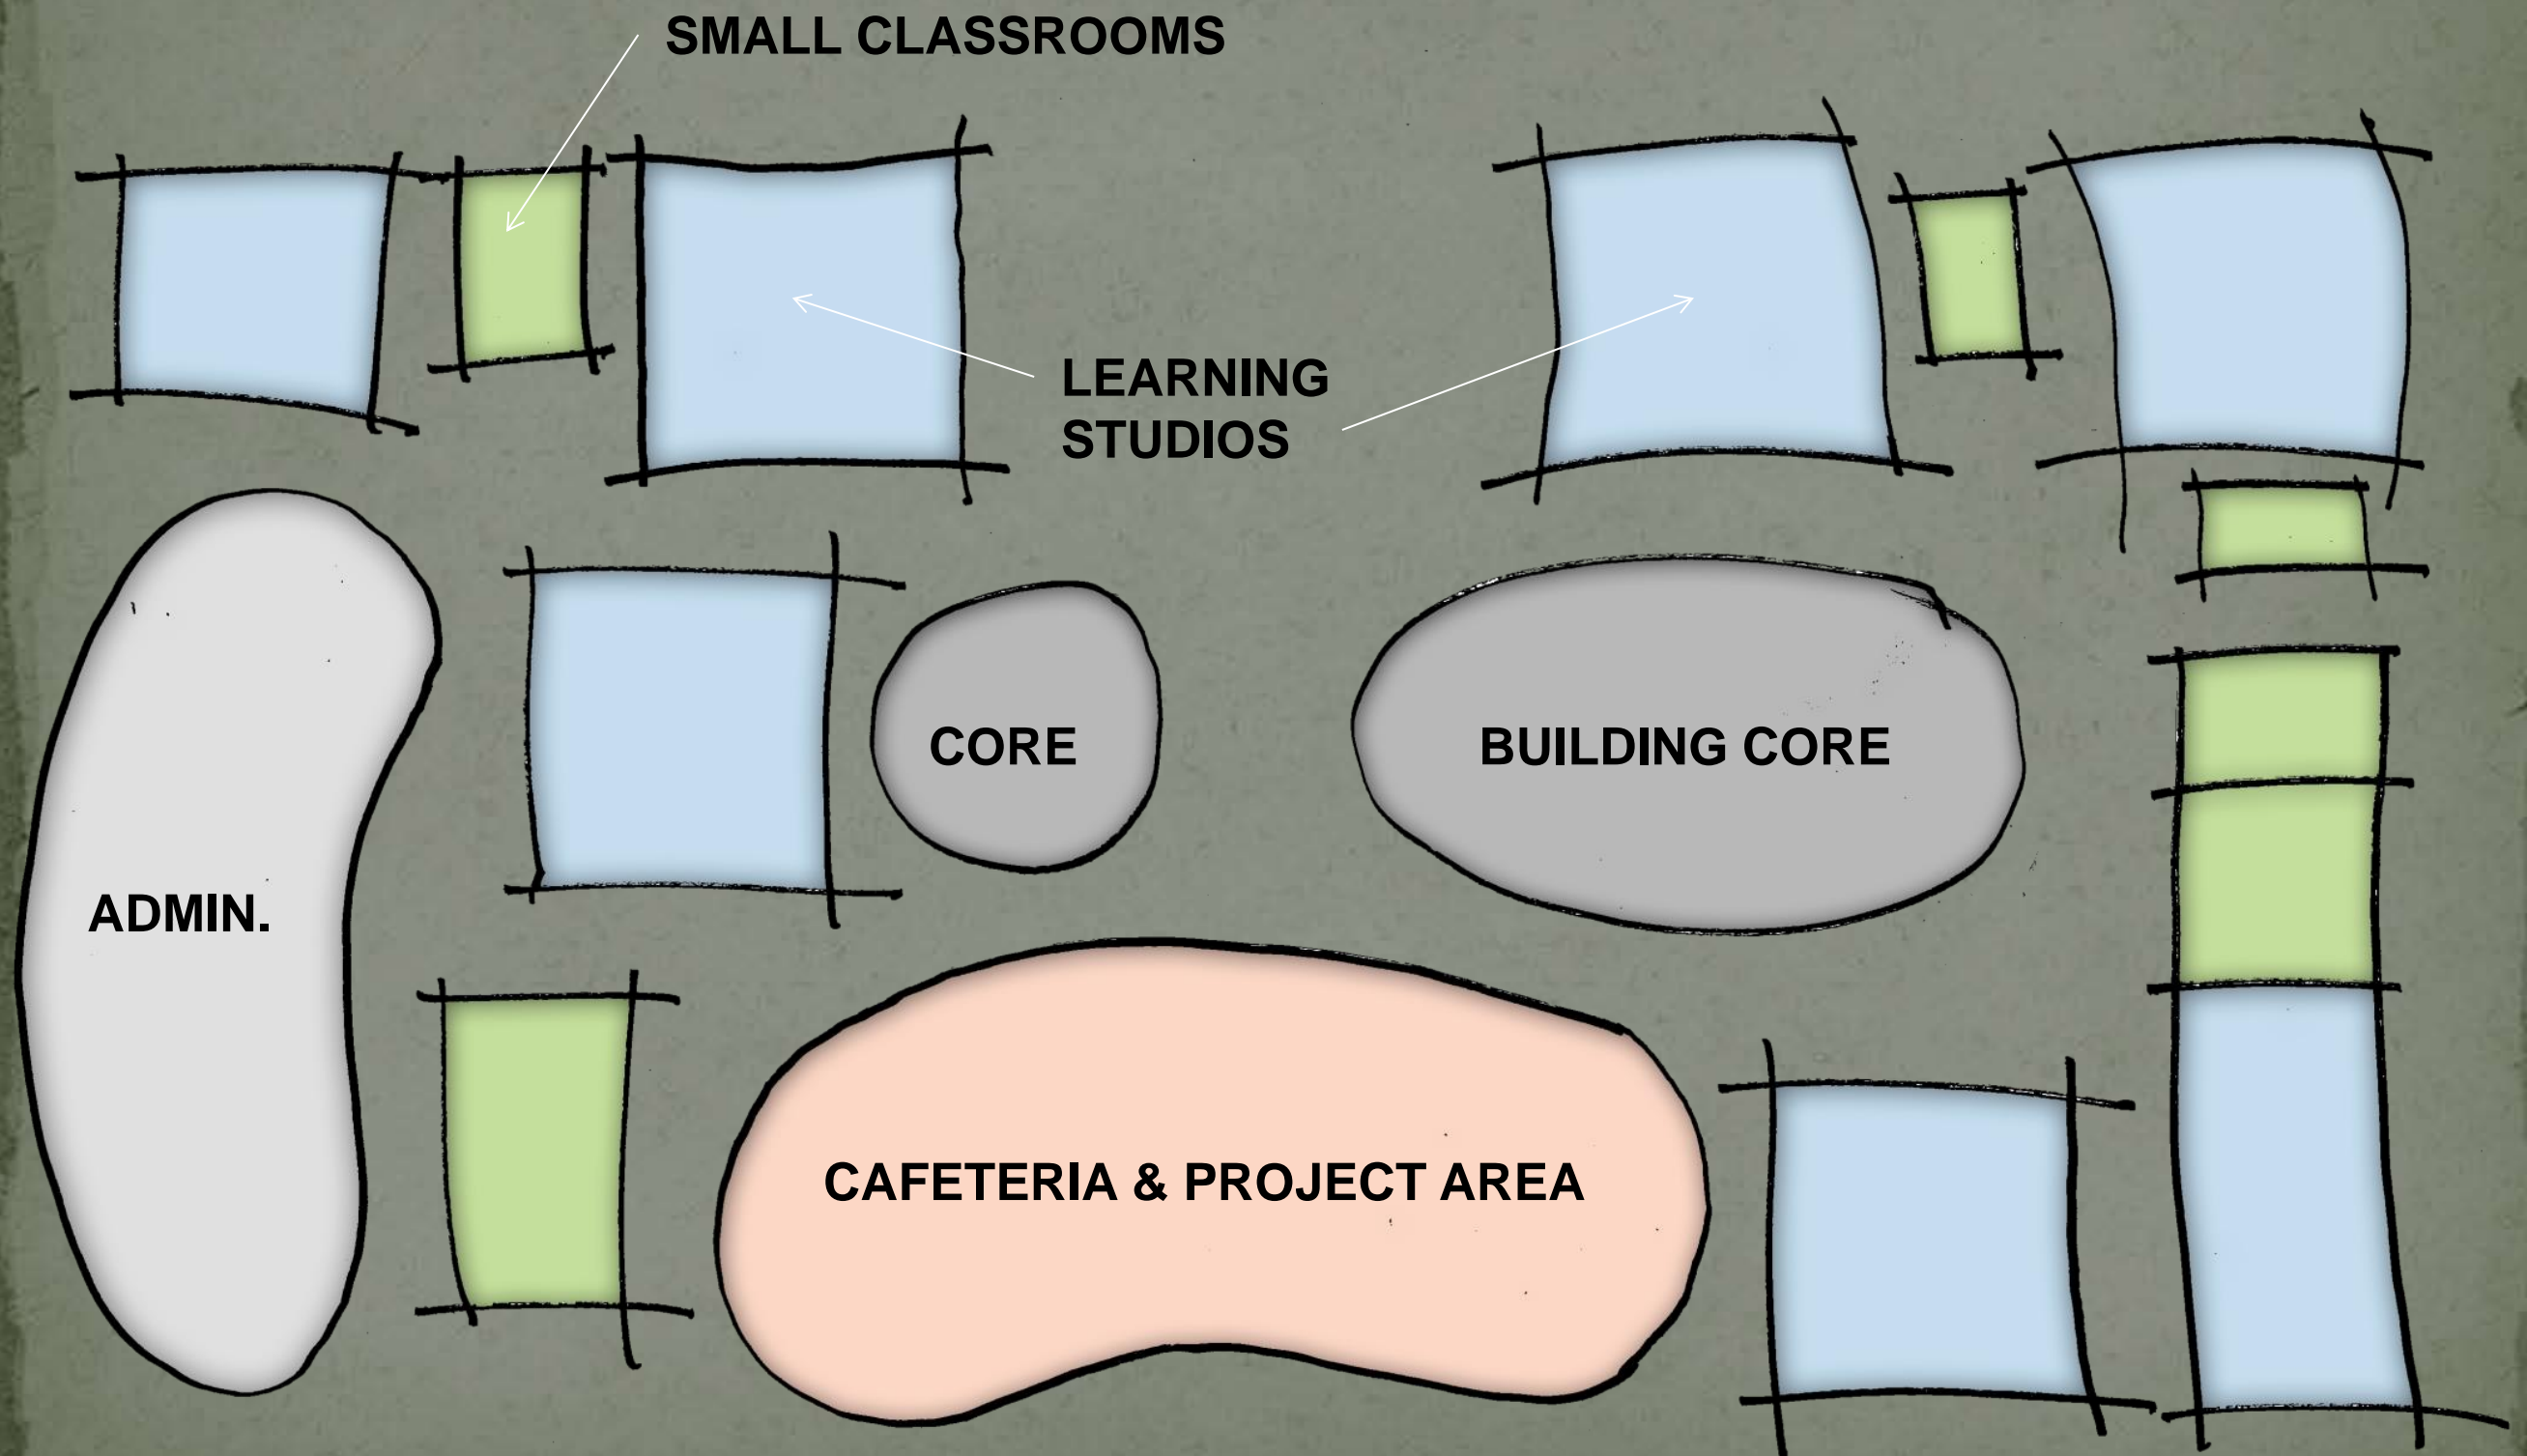 SMALL CLASSROOMS
LEARNING
STUDIOS
CORE
BUILDING CORE
ADMIN.
CAFETERIA & PROJECT AREA